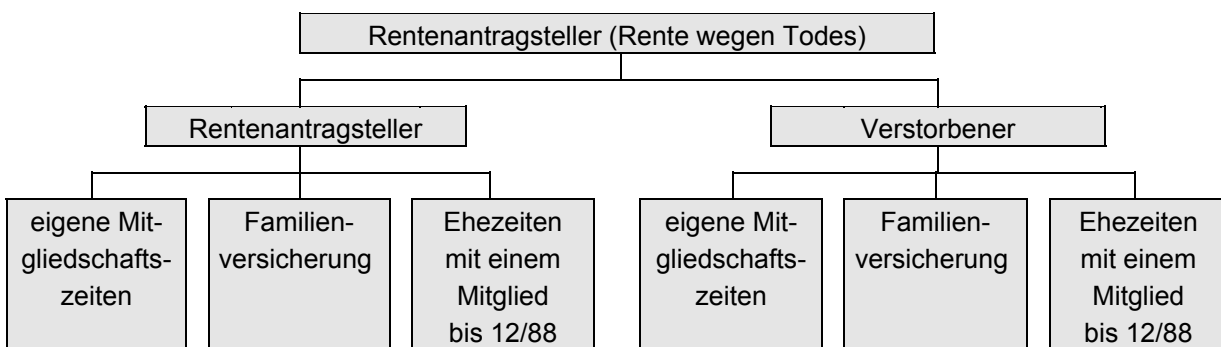 Rentenantragsteller (Rente wegen Todes)
Rentenantragsteller
Verstorbener
eigene Mit-
gliedschafts-
zeiten
Familien-
versicherung
Ehezeiten
mit einem
Mitglied
bis 12/88
eigene Mit-
gliedschafts-
zeiten
Familien-
versicherung
Ehezeiten
mit einem
Mitglied
bis 12/88